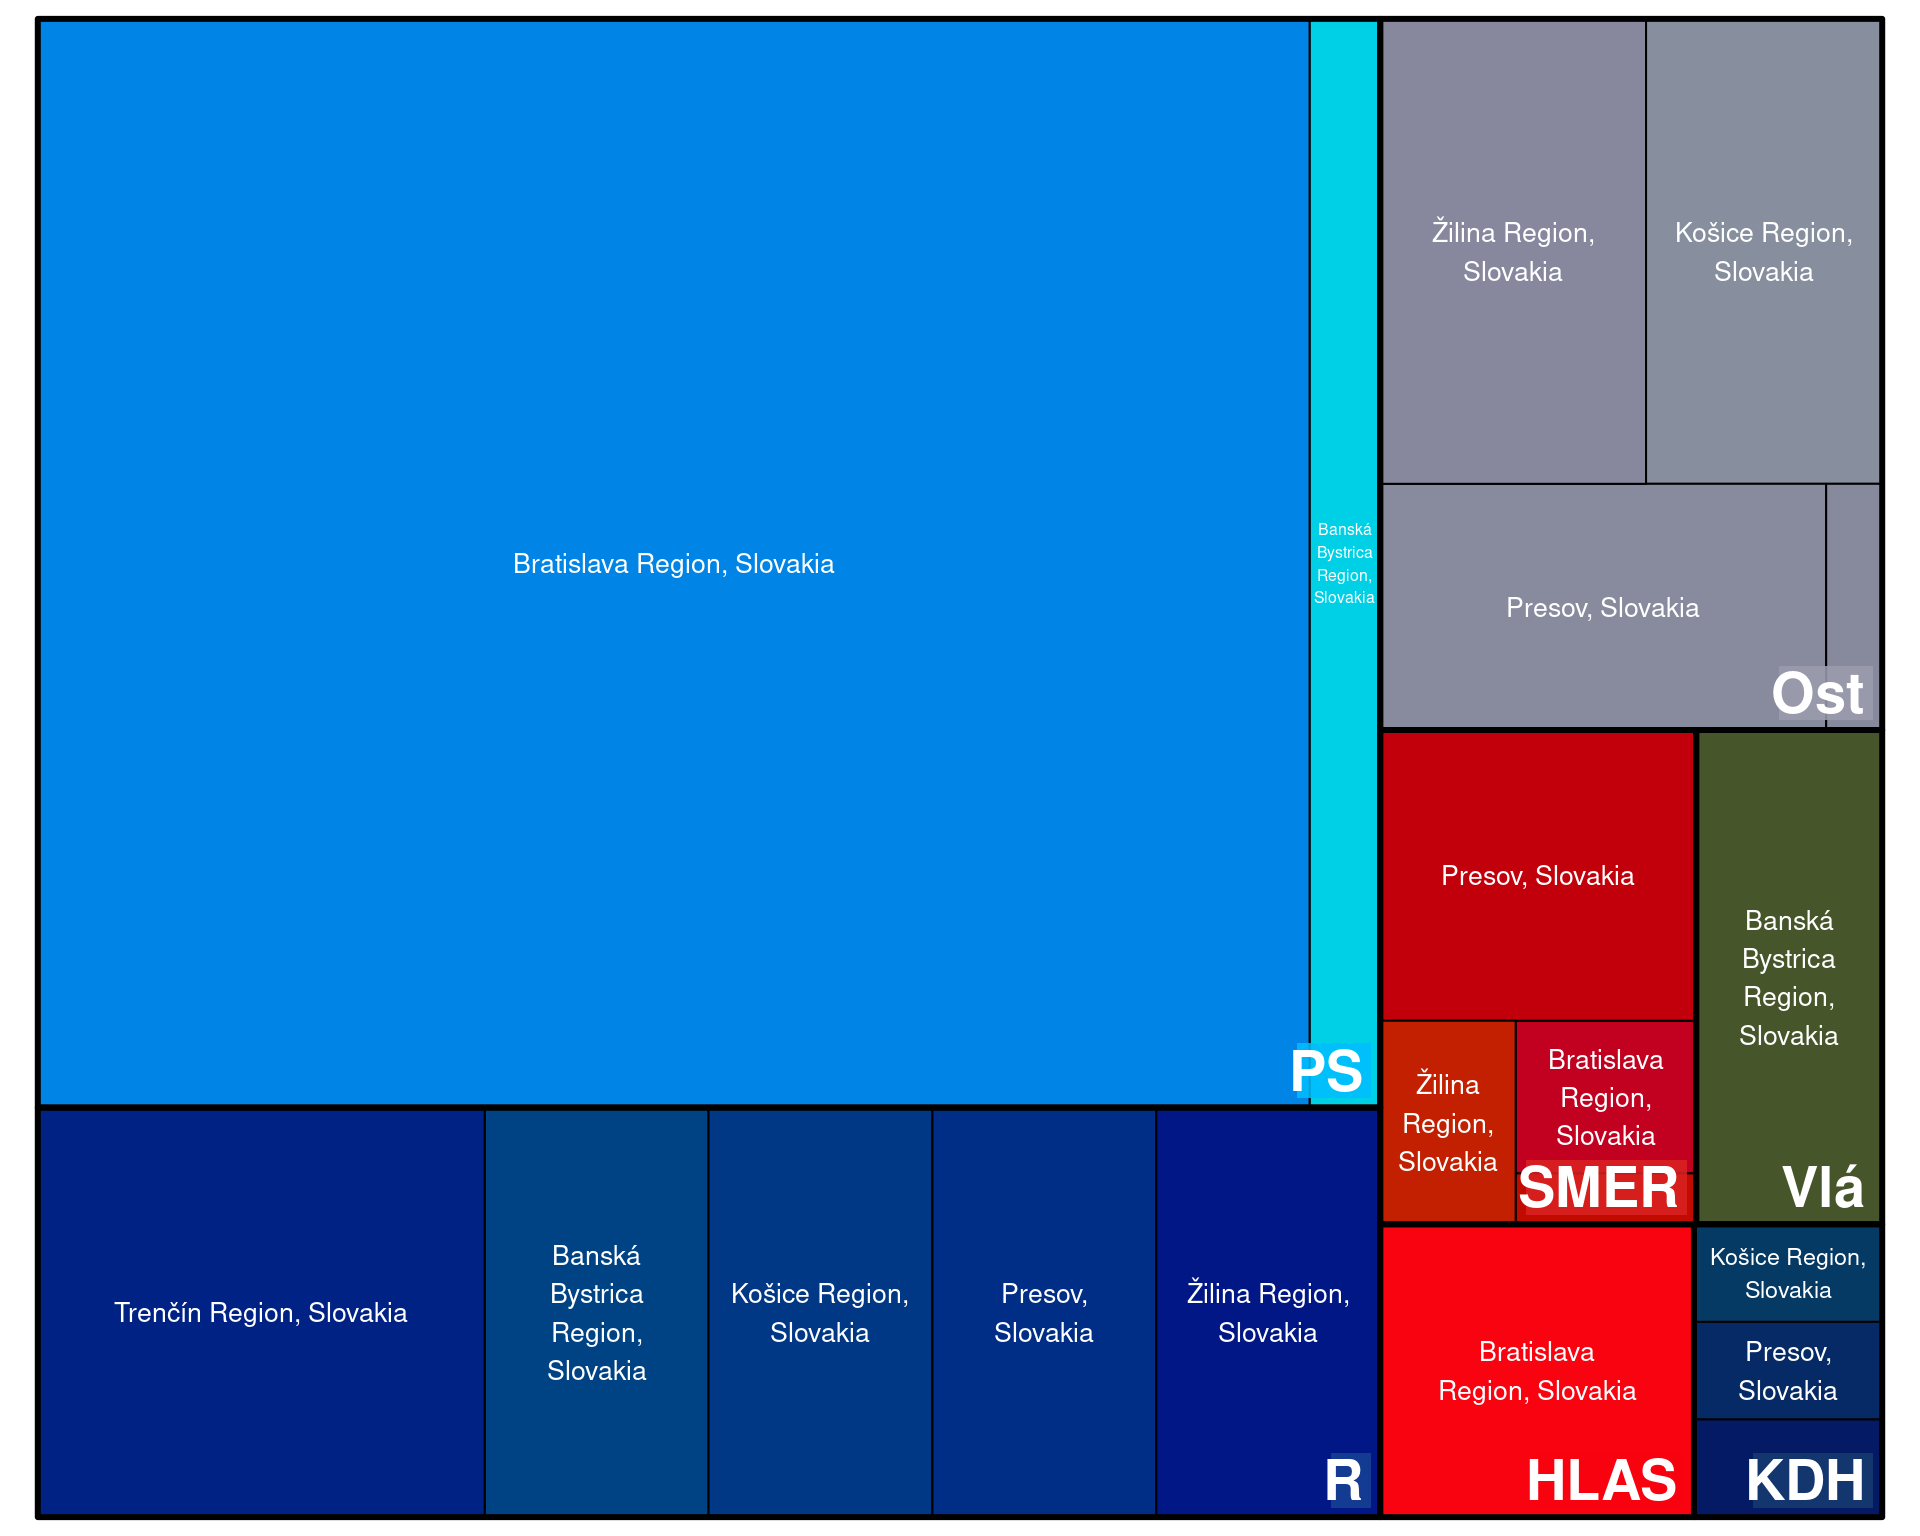 Bratislava Region, Slovakia
Banská
Bystrica
Region,
Slovakia
PS
Žilina Region,
Slovakia
Košice Region,
Slovakia
Presov, Slovakia
Ost
Presov, Slovakia
Žilina
Region,
Slovakia
Bratislava
Region,
Slovakia
SMER
Banská
Bystrica
Region,
Slovakia
Vlá
Trenčín Region, Slovakia
Banská
Bystrica
Region,
Slovakia
Košice Region,
Slovakia
Presov,
Slovakia
Žilina Region,
Slovakia
R
Bratislava
Region, Slovakia
HLAS
Košice Region,
Slovakia
Presov,
Slovakia
KDH